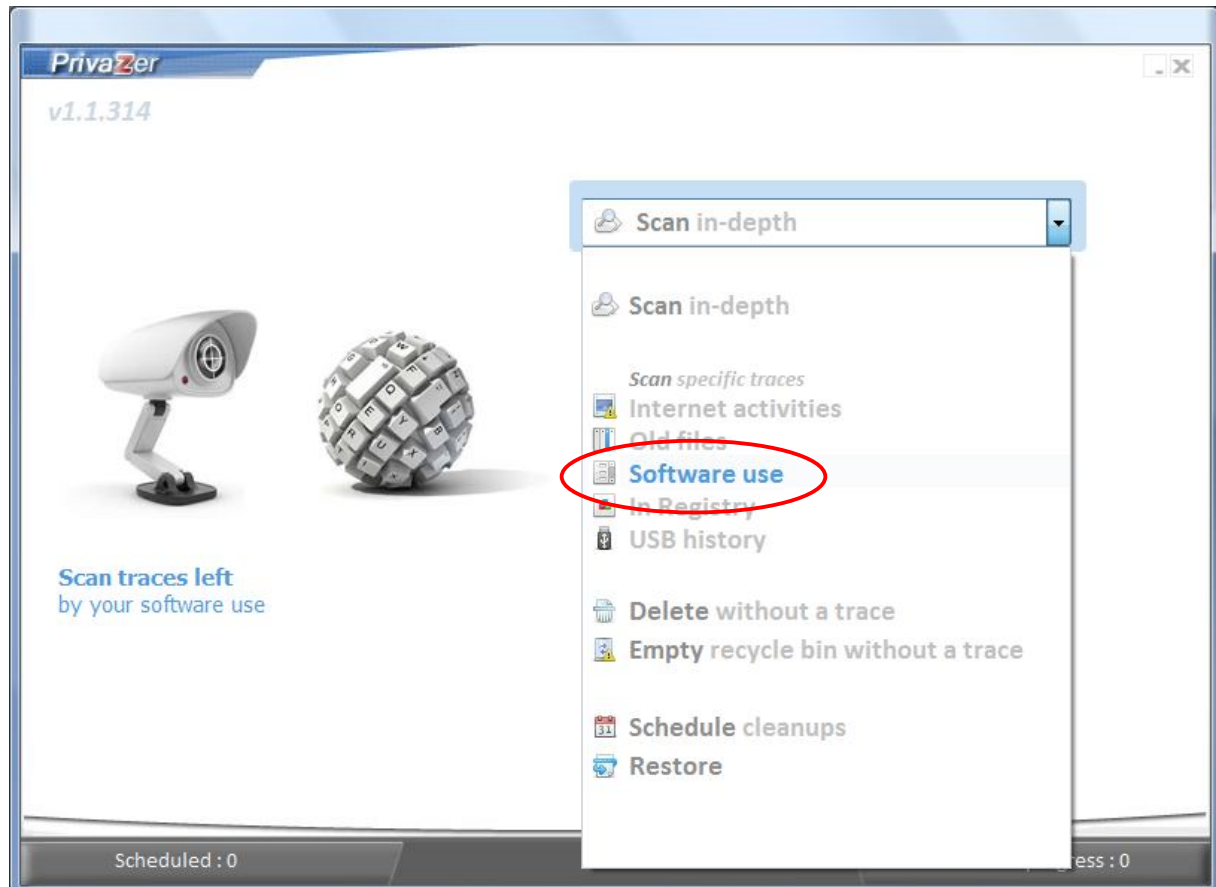 PrivaZer
v1.1.314
Scan in-depth
Scan in-depth
Scan specific traces
Internet activities
Old files
Software use
In Registry
USB history
Scan traces left
by your software use
Delete without a trace
Empty recycle bin without a trace
Schedule cleanups
Restore
Scheduled : 0
: 0